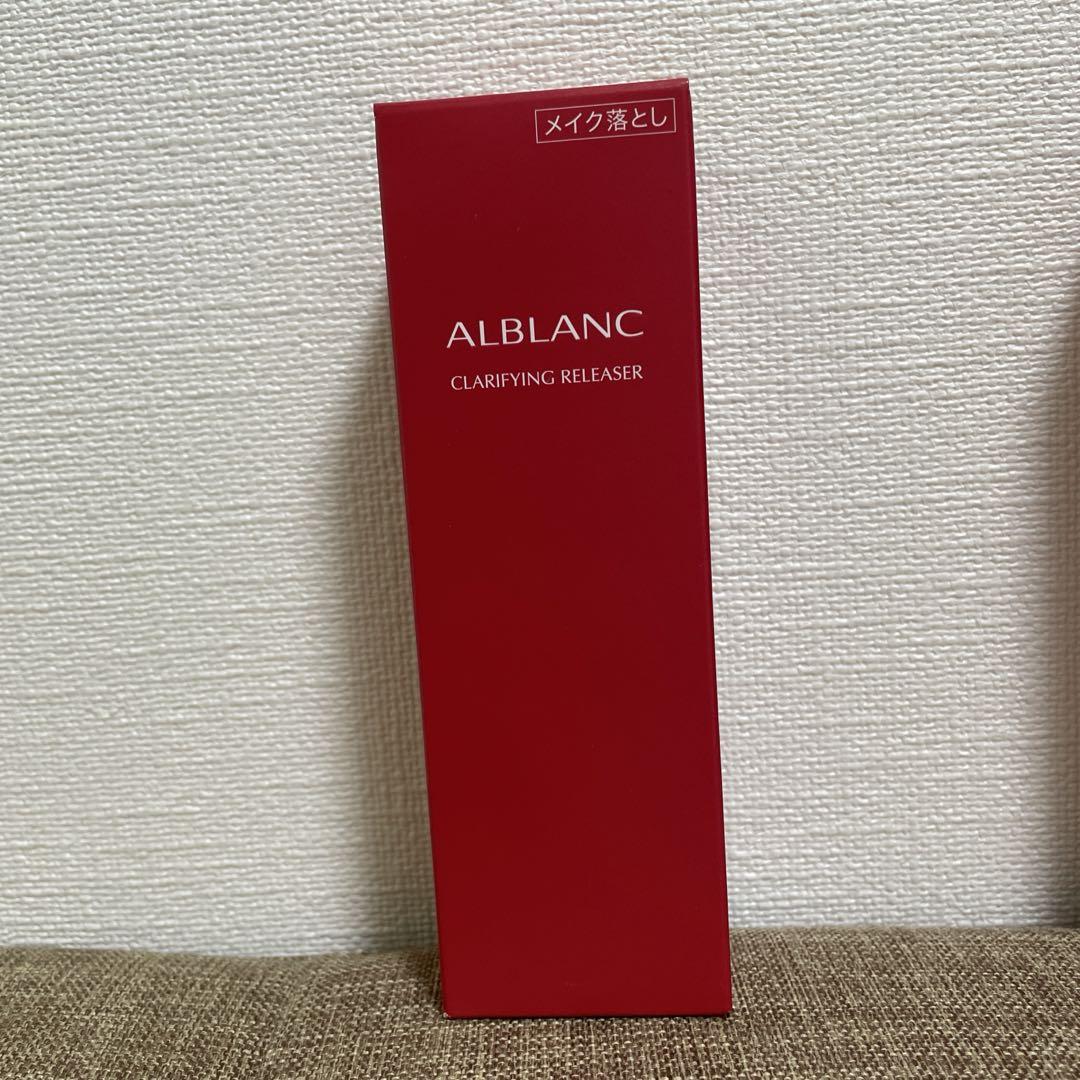 メイク落とし
ALBLANC
CLARIFYING RELEASER